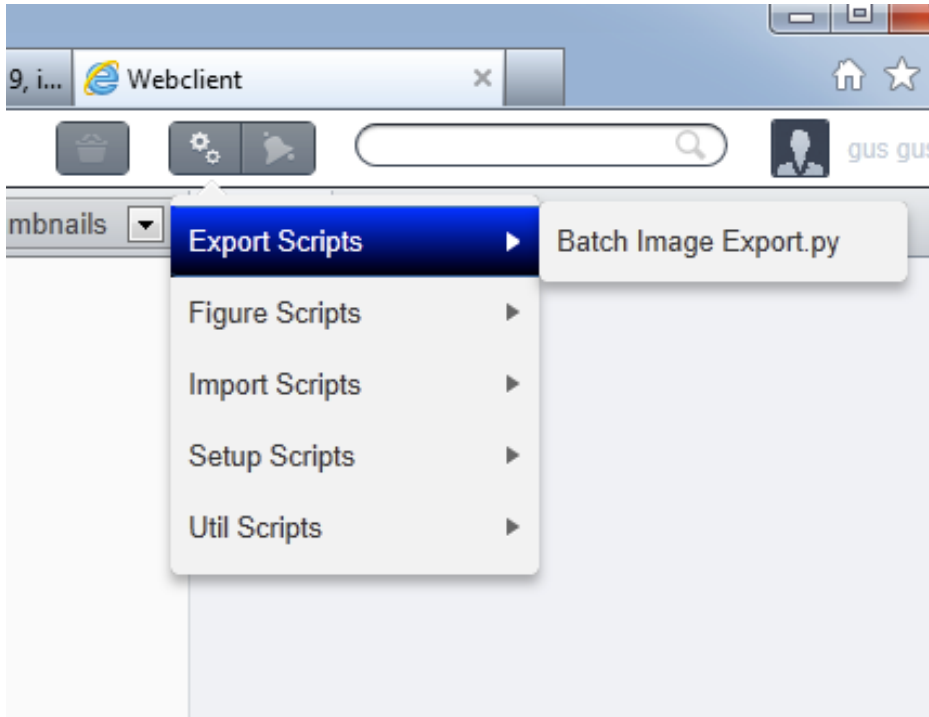 9, i... Webclient
gus gus
mbnails
Export Scripts
Batch Image Export.py
Figure Scripts
Import Scripts
Setup Scripts
Util Scripts